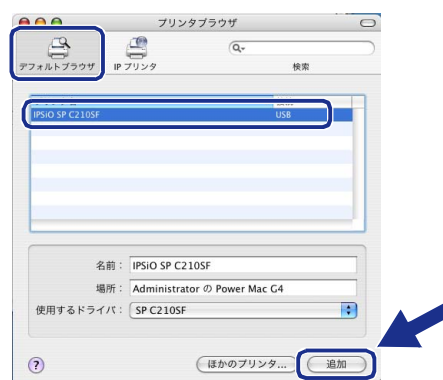 プリンタブラウザ
デフォルトブラウザ
IP プリンタ
検索
IPSiO SP C210SF
USB
名前：
IPSiO SP C210SF
場所：
Administrator の Power Mac G4
使用するドライバ：
SP C210SF
?
ほかのプリンタ...
追加